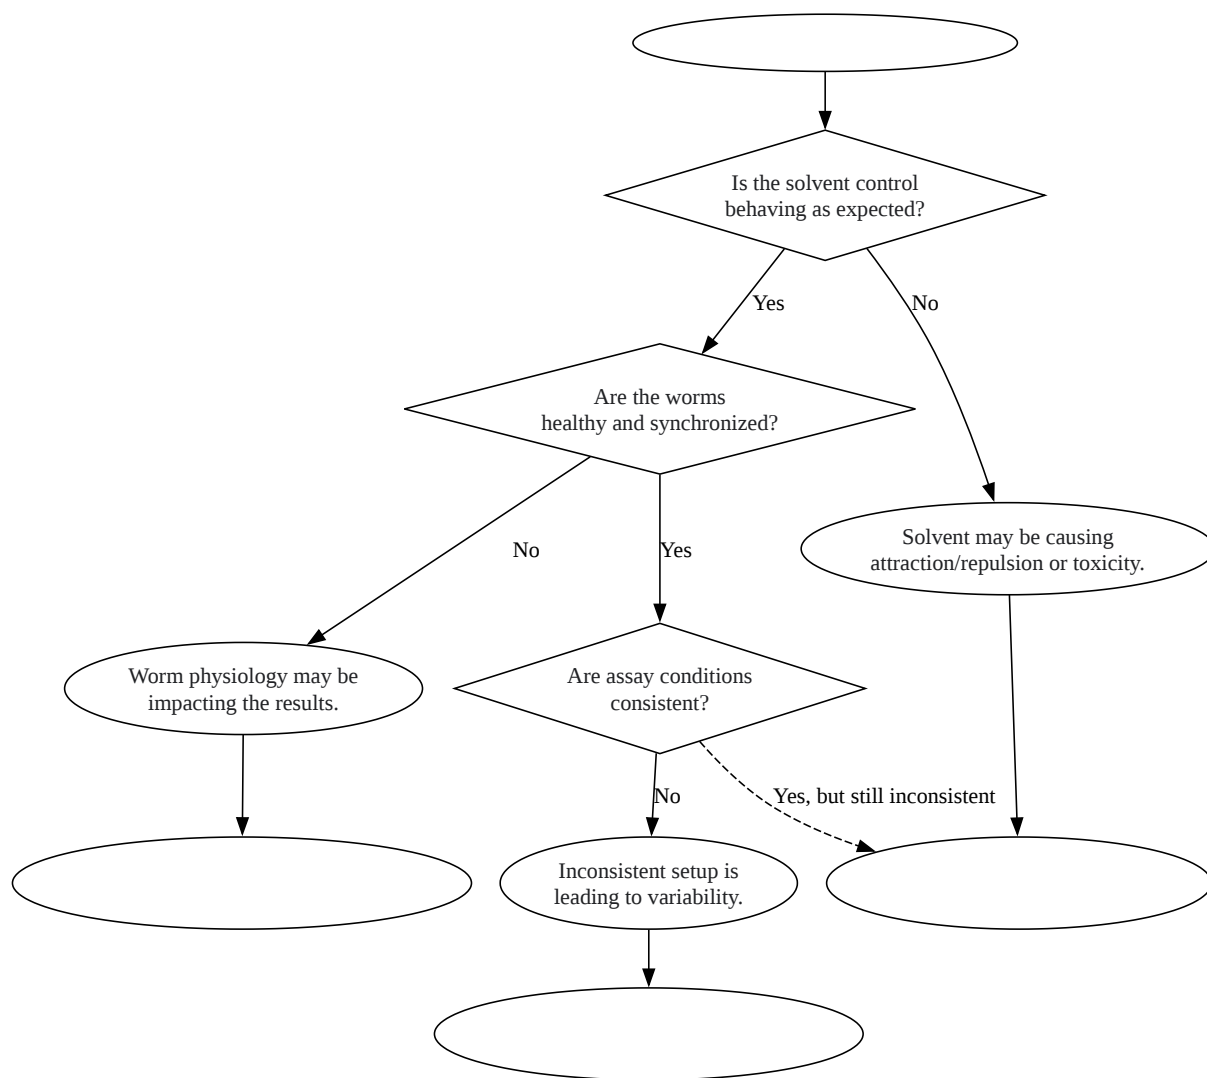 Is the solvent control
behaving as expected?
Yes
No
Are the worms
healthy and synchronized?
No
Yes
Solvent may be causing
attraction/repulsion or toxicity.
Worm physiology may be
impacting the results.
Are assay conditions
consistent?
No
Yes, but still inconsistent
Inconsistent setup is
leading to variability.